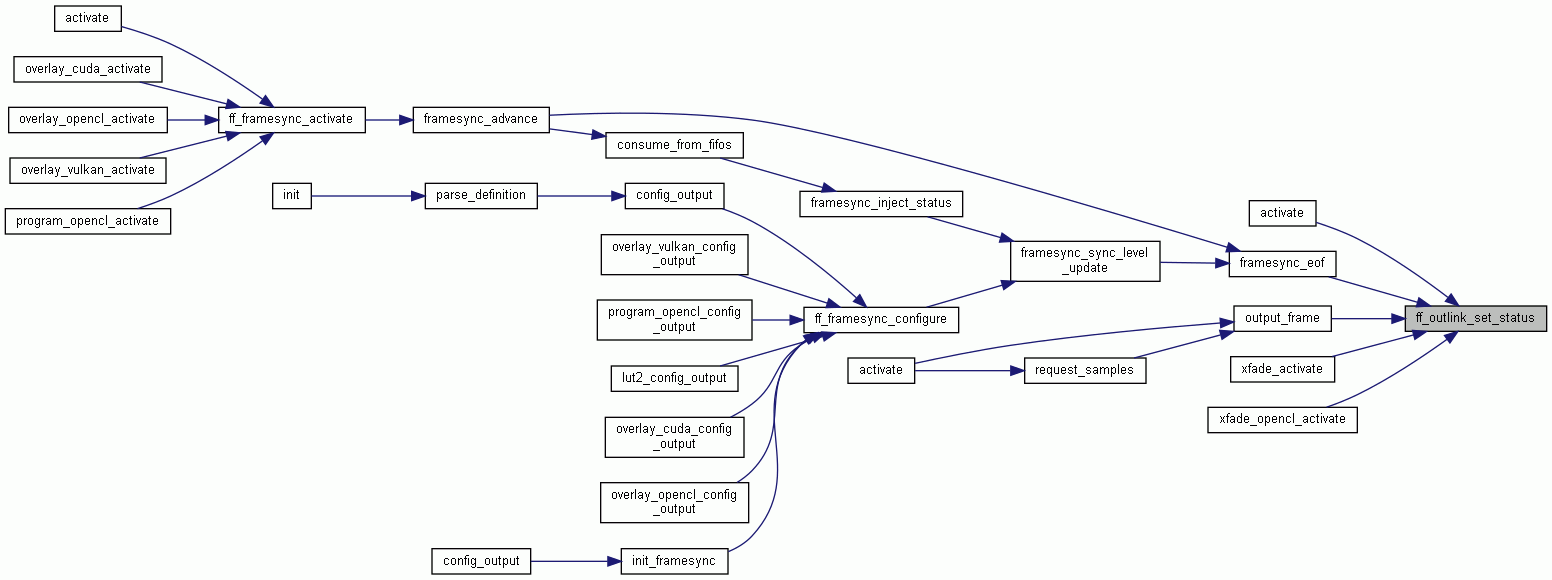 activate
overlay_cuda_activate
overlay_opencl_activate
overlay_vulkan_activate
program_opencl_activate
ff_framesync_activate
framesync_advance
consume_from_fifos
init
parse_definition
config_output
framesync_inject_status
overlay_vulkan_config
_output
program_opencl_config
_output
lut2_config_output
overlay_cuda_config
_output
overlay_opencl_config
_output
config_output
init_framesync
ff_framesync_configure
framesync_sync_level
_update
activate
request_samples
activate
framesync_eof
output_frame
xfade_activate
xfade_opencl_activate
ff_outlink_set_status